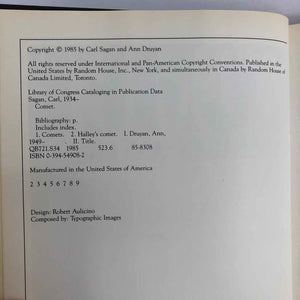 Copyright © 1985 by Carl Sagan and Ann Druyan
All rights reserved under International and Pan-American Copyright Conventions. Published in the
United States by Random House, Inc., New York, and simultaneously in Canada by Random House of
Canada Limited, Toronto.
Library of Congress Cataloging in Publication Data
Sagan, Carl, 1934–
Comet.
Bibliography: p.
Includes index.
1. Comets. 2. Halley's comet. I. Druyan, Ann,
1949– . II. Title.
QB721.S34 1985 523.6 85-8308
ISBN 0-394-54908-2
Manufactured in the United States of America
2 3 4 5 6 7 8 9
Design: Robert Aulicino
Composed by: Typographic Images